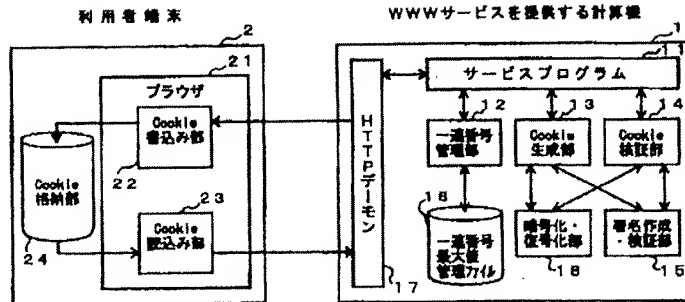 利用者端末
WWWサービスを提供する計算機
2
1
21
11
ブラウザ
サービスプログラム
Cookie
書込み部
22
HTTPデーモン
12
13
14
一連番号
管理部
Cookie
生成部
Cookie
検証部
Cookie
格納部
24
23
Cookie
読込み部
18
一連番号
最大値
管理ファイル
暗号化・
復号化部
16
署名作成
・検証部
15
17